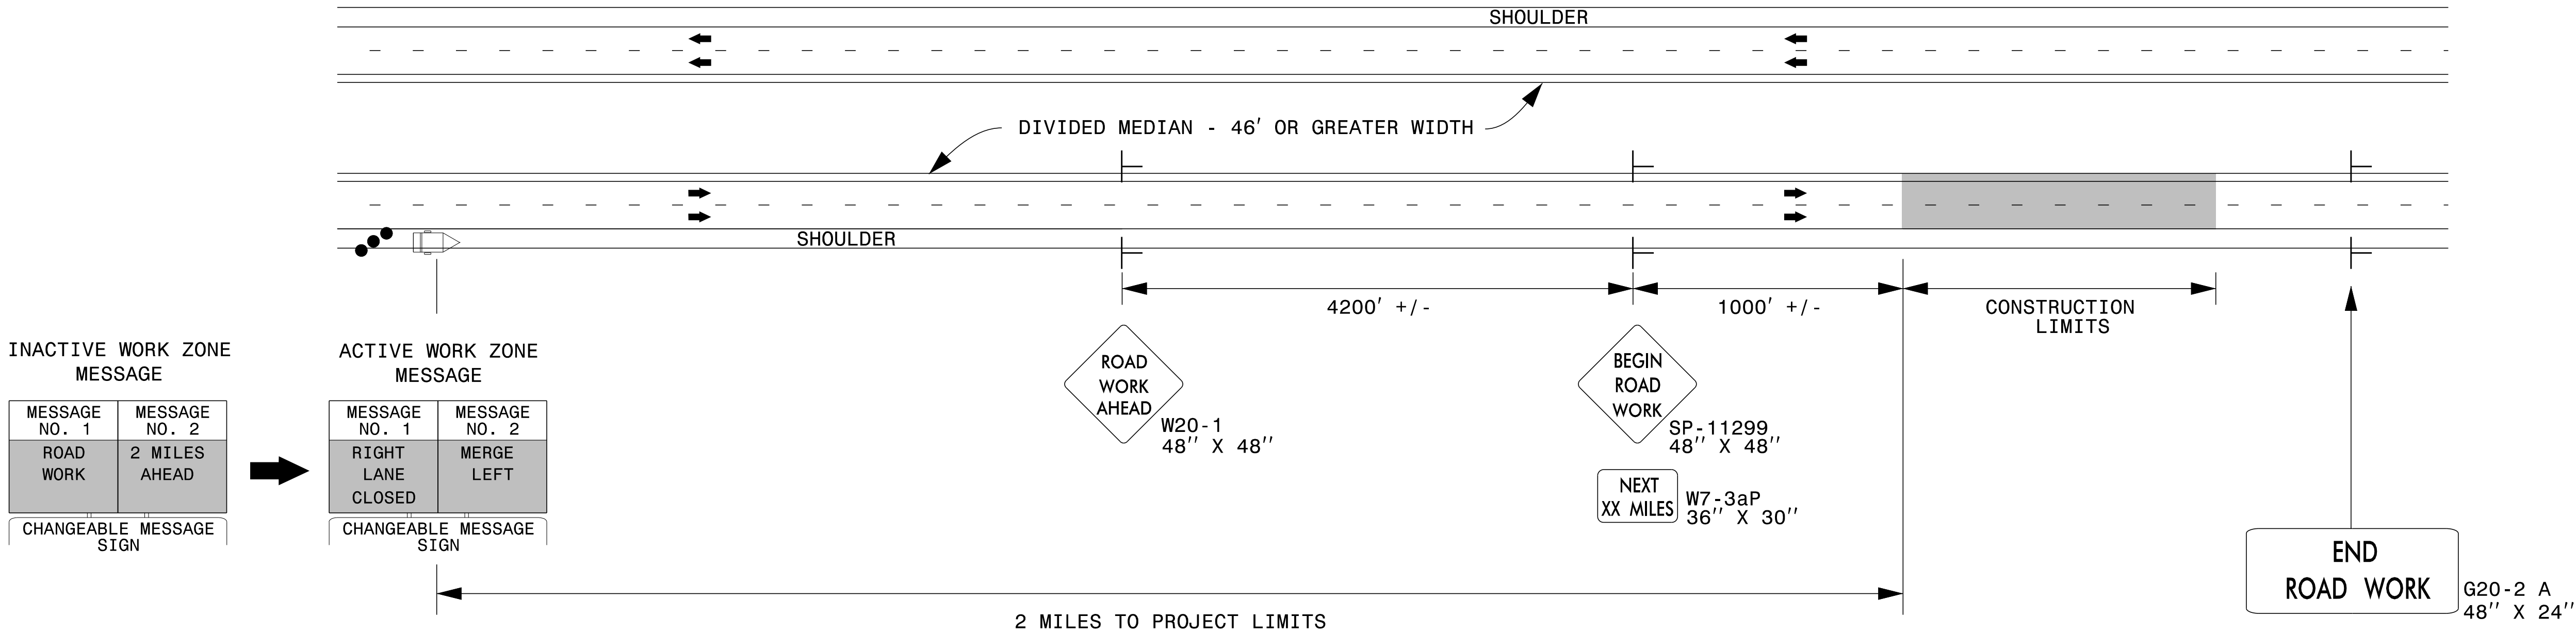 SHOULDER
DIVIDED MEDIAN - 46' OR GREATER WIDTH
SHOULDER
4200' +/-
1000' +/-
CONSTRUCTION
LIMITS
INACTIVE WORK ZONE
MESSAGE
MESSAGE
NO. 1
MESSAGE
NO. 2
ROAD
WORK
2 MILES
AHEAD
CHANGEABLE MESSAGE
SIGN
ACTIVE WORK ZONE
MESSAGE
MESSAGE
NO. 1
MESSAGE
NO. 2
RIGHT
LANE
CLOSED
MERGE
LEFT
CHANGEABLE MESSAGE
SIGN
ROAD
WORK
AHEAD
W20-1
48'' X 48''
BEGIN
ROAD
WORK
SP-11299
48'' X 48''
NEXT
XX MILES
W7-3aP
36'' X 30''
END
ROAD WORK
G20-2 A
48'' X 24''
2 MILES TO PROJECT LIMITS